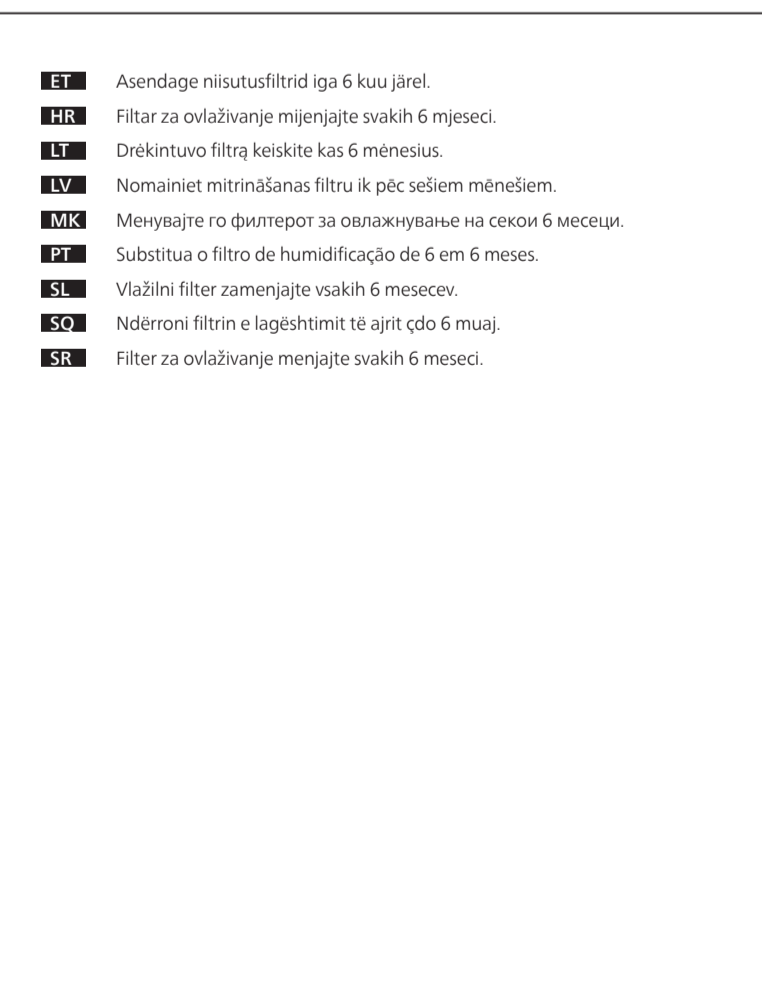 ET Asendage niisutusfiltrid iga 6 kuu järel.
HR Filtar za ovlaživanje mijenjajte svakih 6 mjeseci.
LT Drėkintuvo filtrą keiskite kas 6 mėnesius.
LV Nomainiet mitrināšanas filtru ik pēc sešiem mēnešiem.
MK Менувајте го филтерот за овлажнување на секои 6 месеци.
PT Substitua o filtro de humidificação de 6 em 6 meses.
SL Vlažilni filter zamenjajte vsakih 6 mesecev.
SQ Ndërroni filtrin e lagështimit të ajrit çdo 6 muaj.
SR Filter za ovlaživanje menjajte svakih 6 meseci.